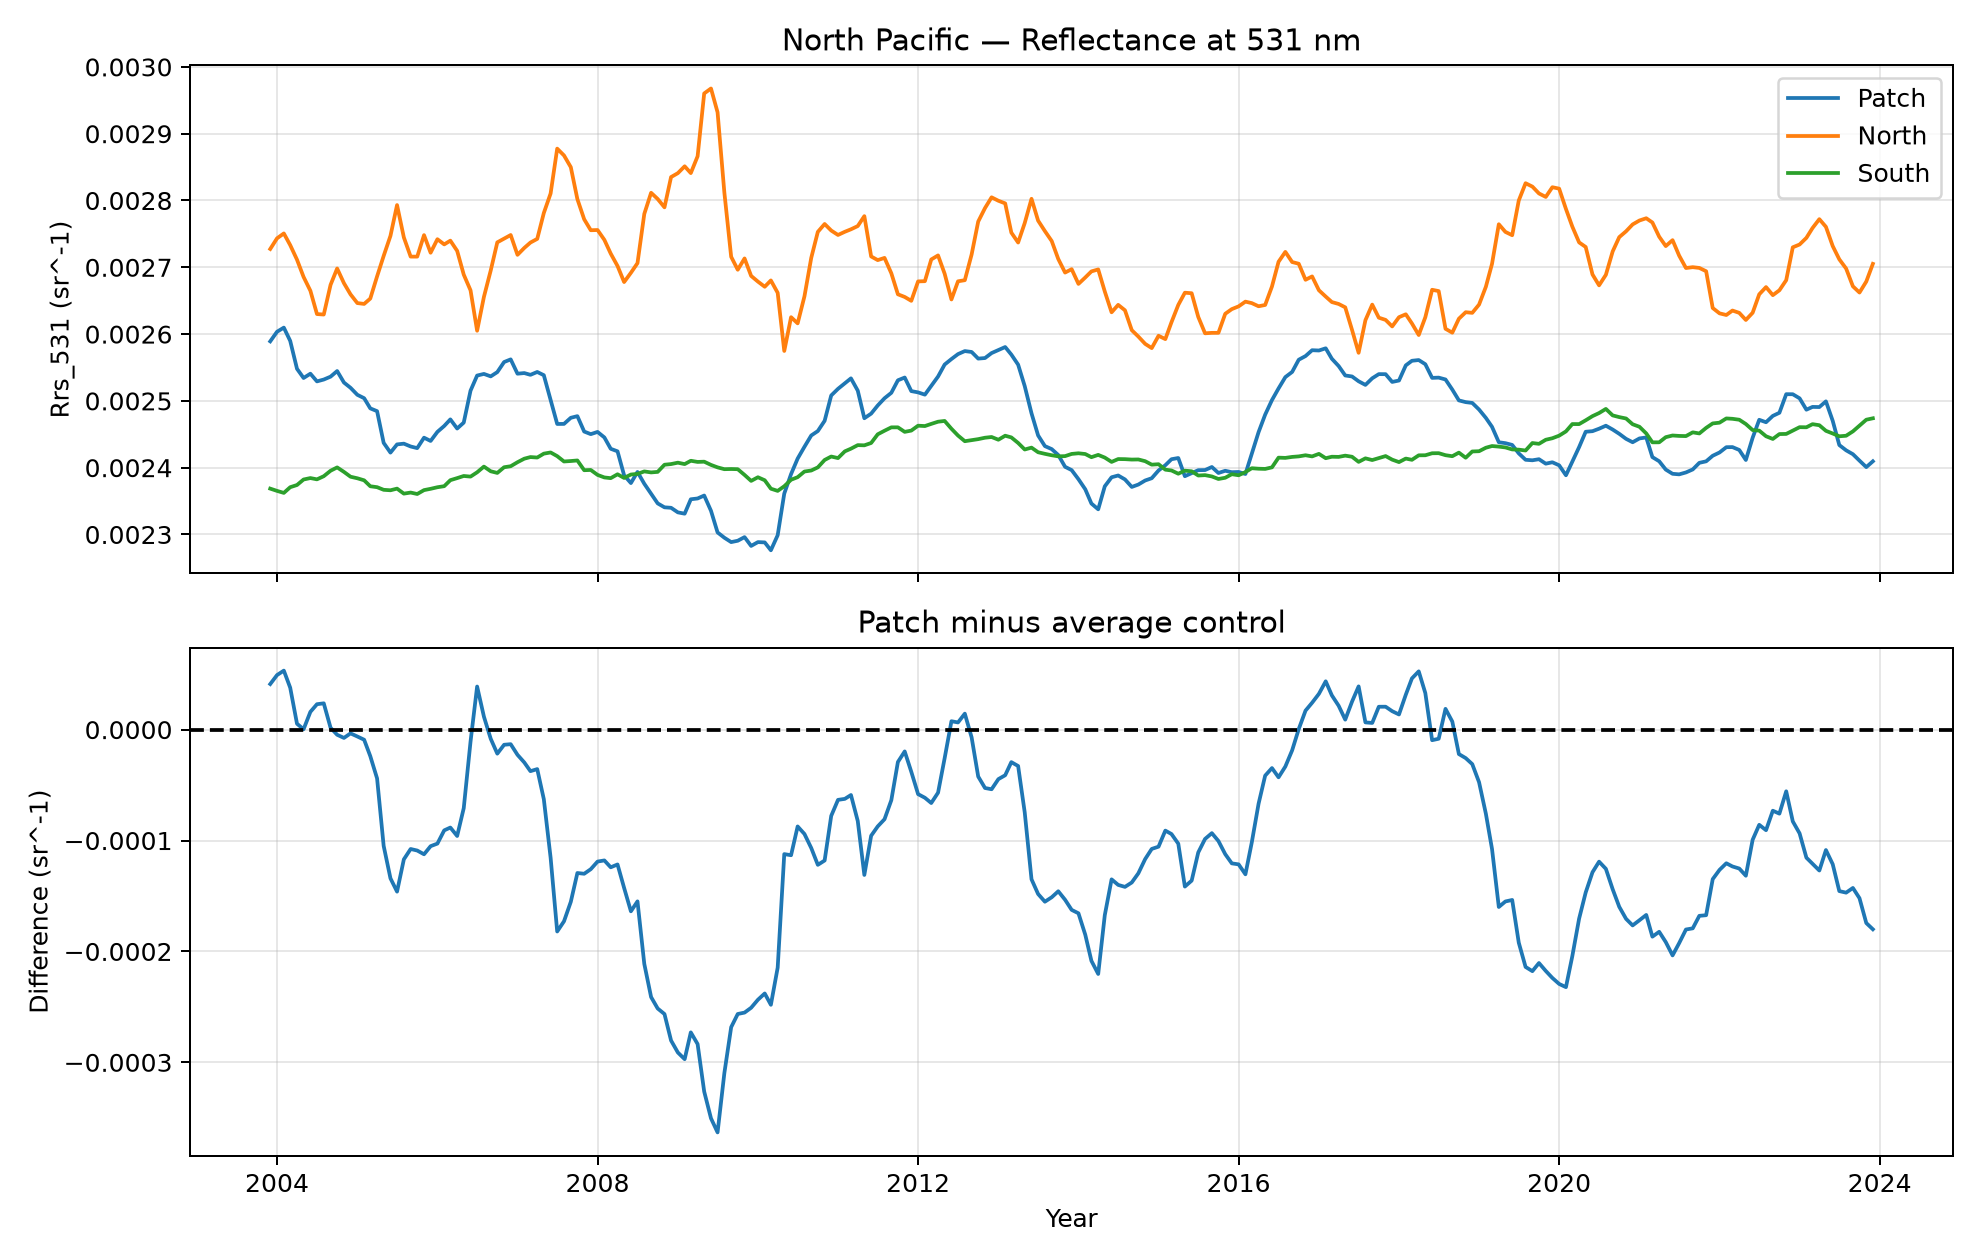 North Pacific — Reflectance at 531 nm
Rrs_531 (sr^-1)
0.0030
0.0029
0.0028
0.0027
0.0026
0.0025
0.0024
0.0023
Patch
North
South
Patch minus average control
Difference (sr^-1)
0.0000
−0.0001
−0.0002
−0.0003
2004 2008 2012 2016 2020 2024
Year